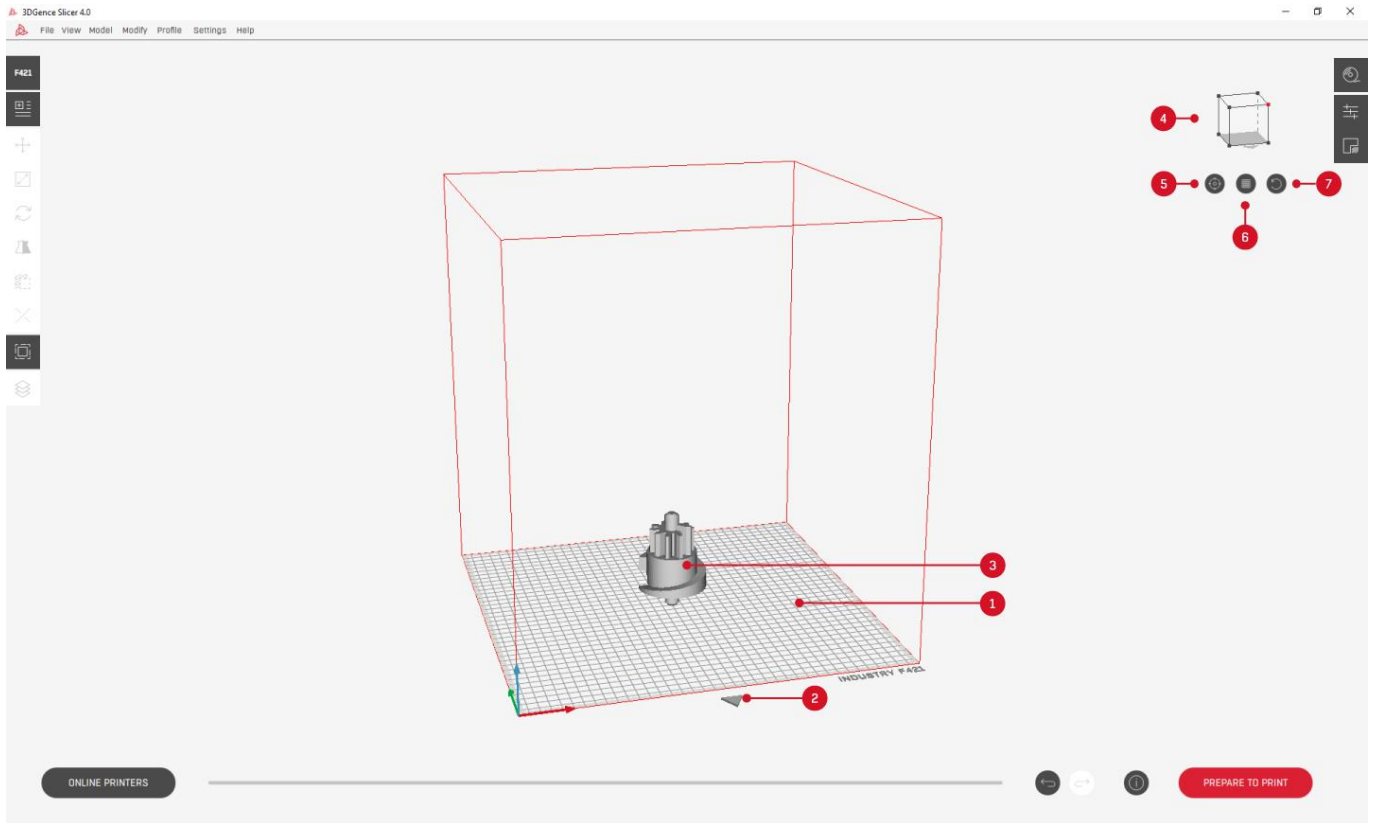 3DGence Slicer 4.0
File View Model Modify Profile Settings Help
F421
4
5
7
6
3
1
INDUSTRY F421
2
ONLINE PRINTERS
PREPARE TO PRINT